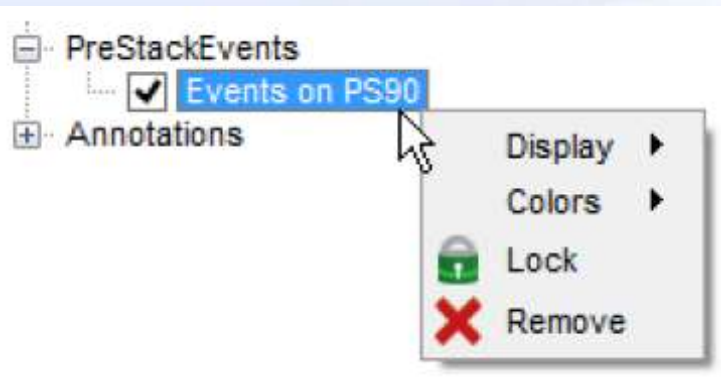 PreStackEvents
Events on PS90
Annotations
Display
Colors
Lock
Remove